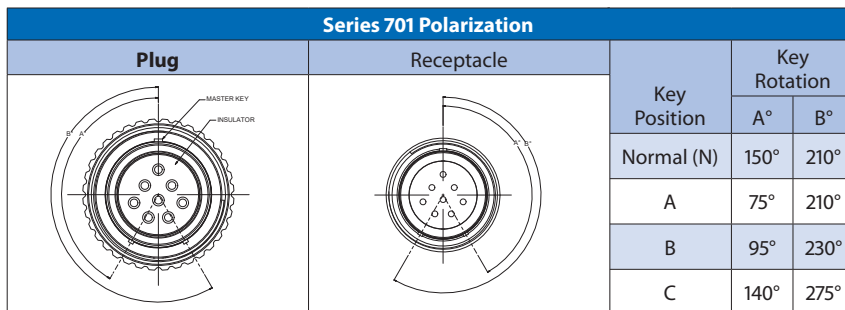 Series 701 Polarization
Plug
Receptacle
Key Position
Key Rotation
A°
B°
MASTER KEY
INSULATOR
B° A°
A° B°
Normal (N) 150° 210°
A 75° 210°
B 95° 230°
C 140° 275°